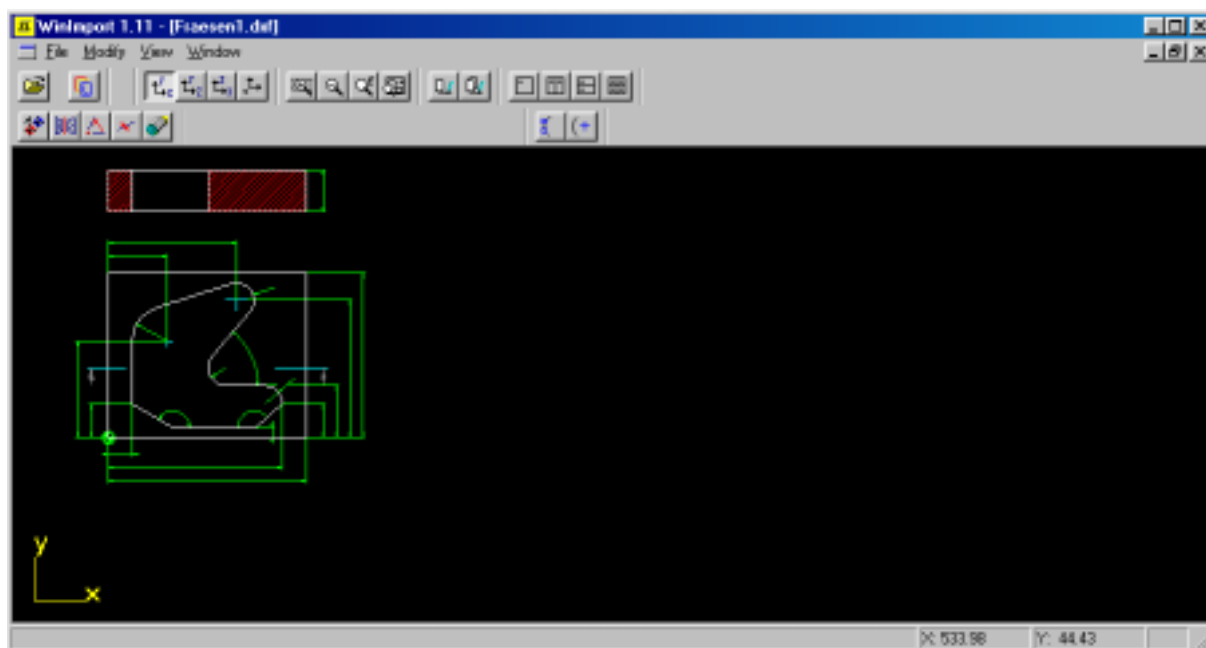 WinImport 1.11 - [Fraesen1.dxf]
File Modify View Window
y
x
X: 533.98 Y: 44.43